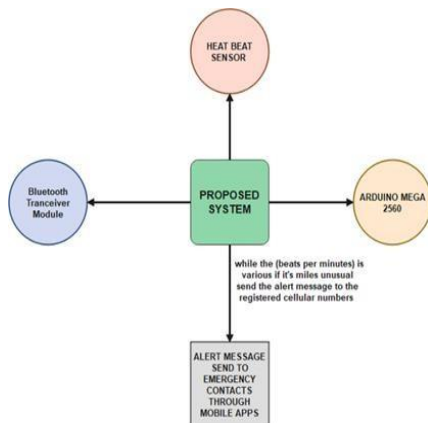 HEAT BEAT
SENSOR
Bluetooth
Tranceiver
Module
PROPOSED
SYSTEM
ARDUINO MEGA
2560
while the (beats per minutes) is
various if it's miles unusual
send the alert message to the
registered cellular numbers
ALERT MESSAGE
SEND TO
EMERGENCY
CONTACTS
THROUGH
MOBILE APPS